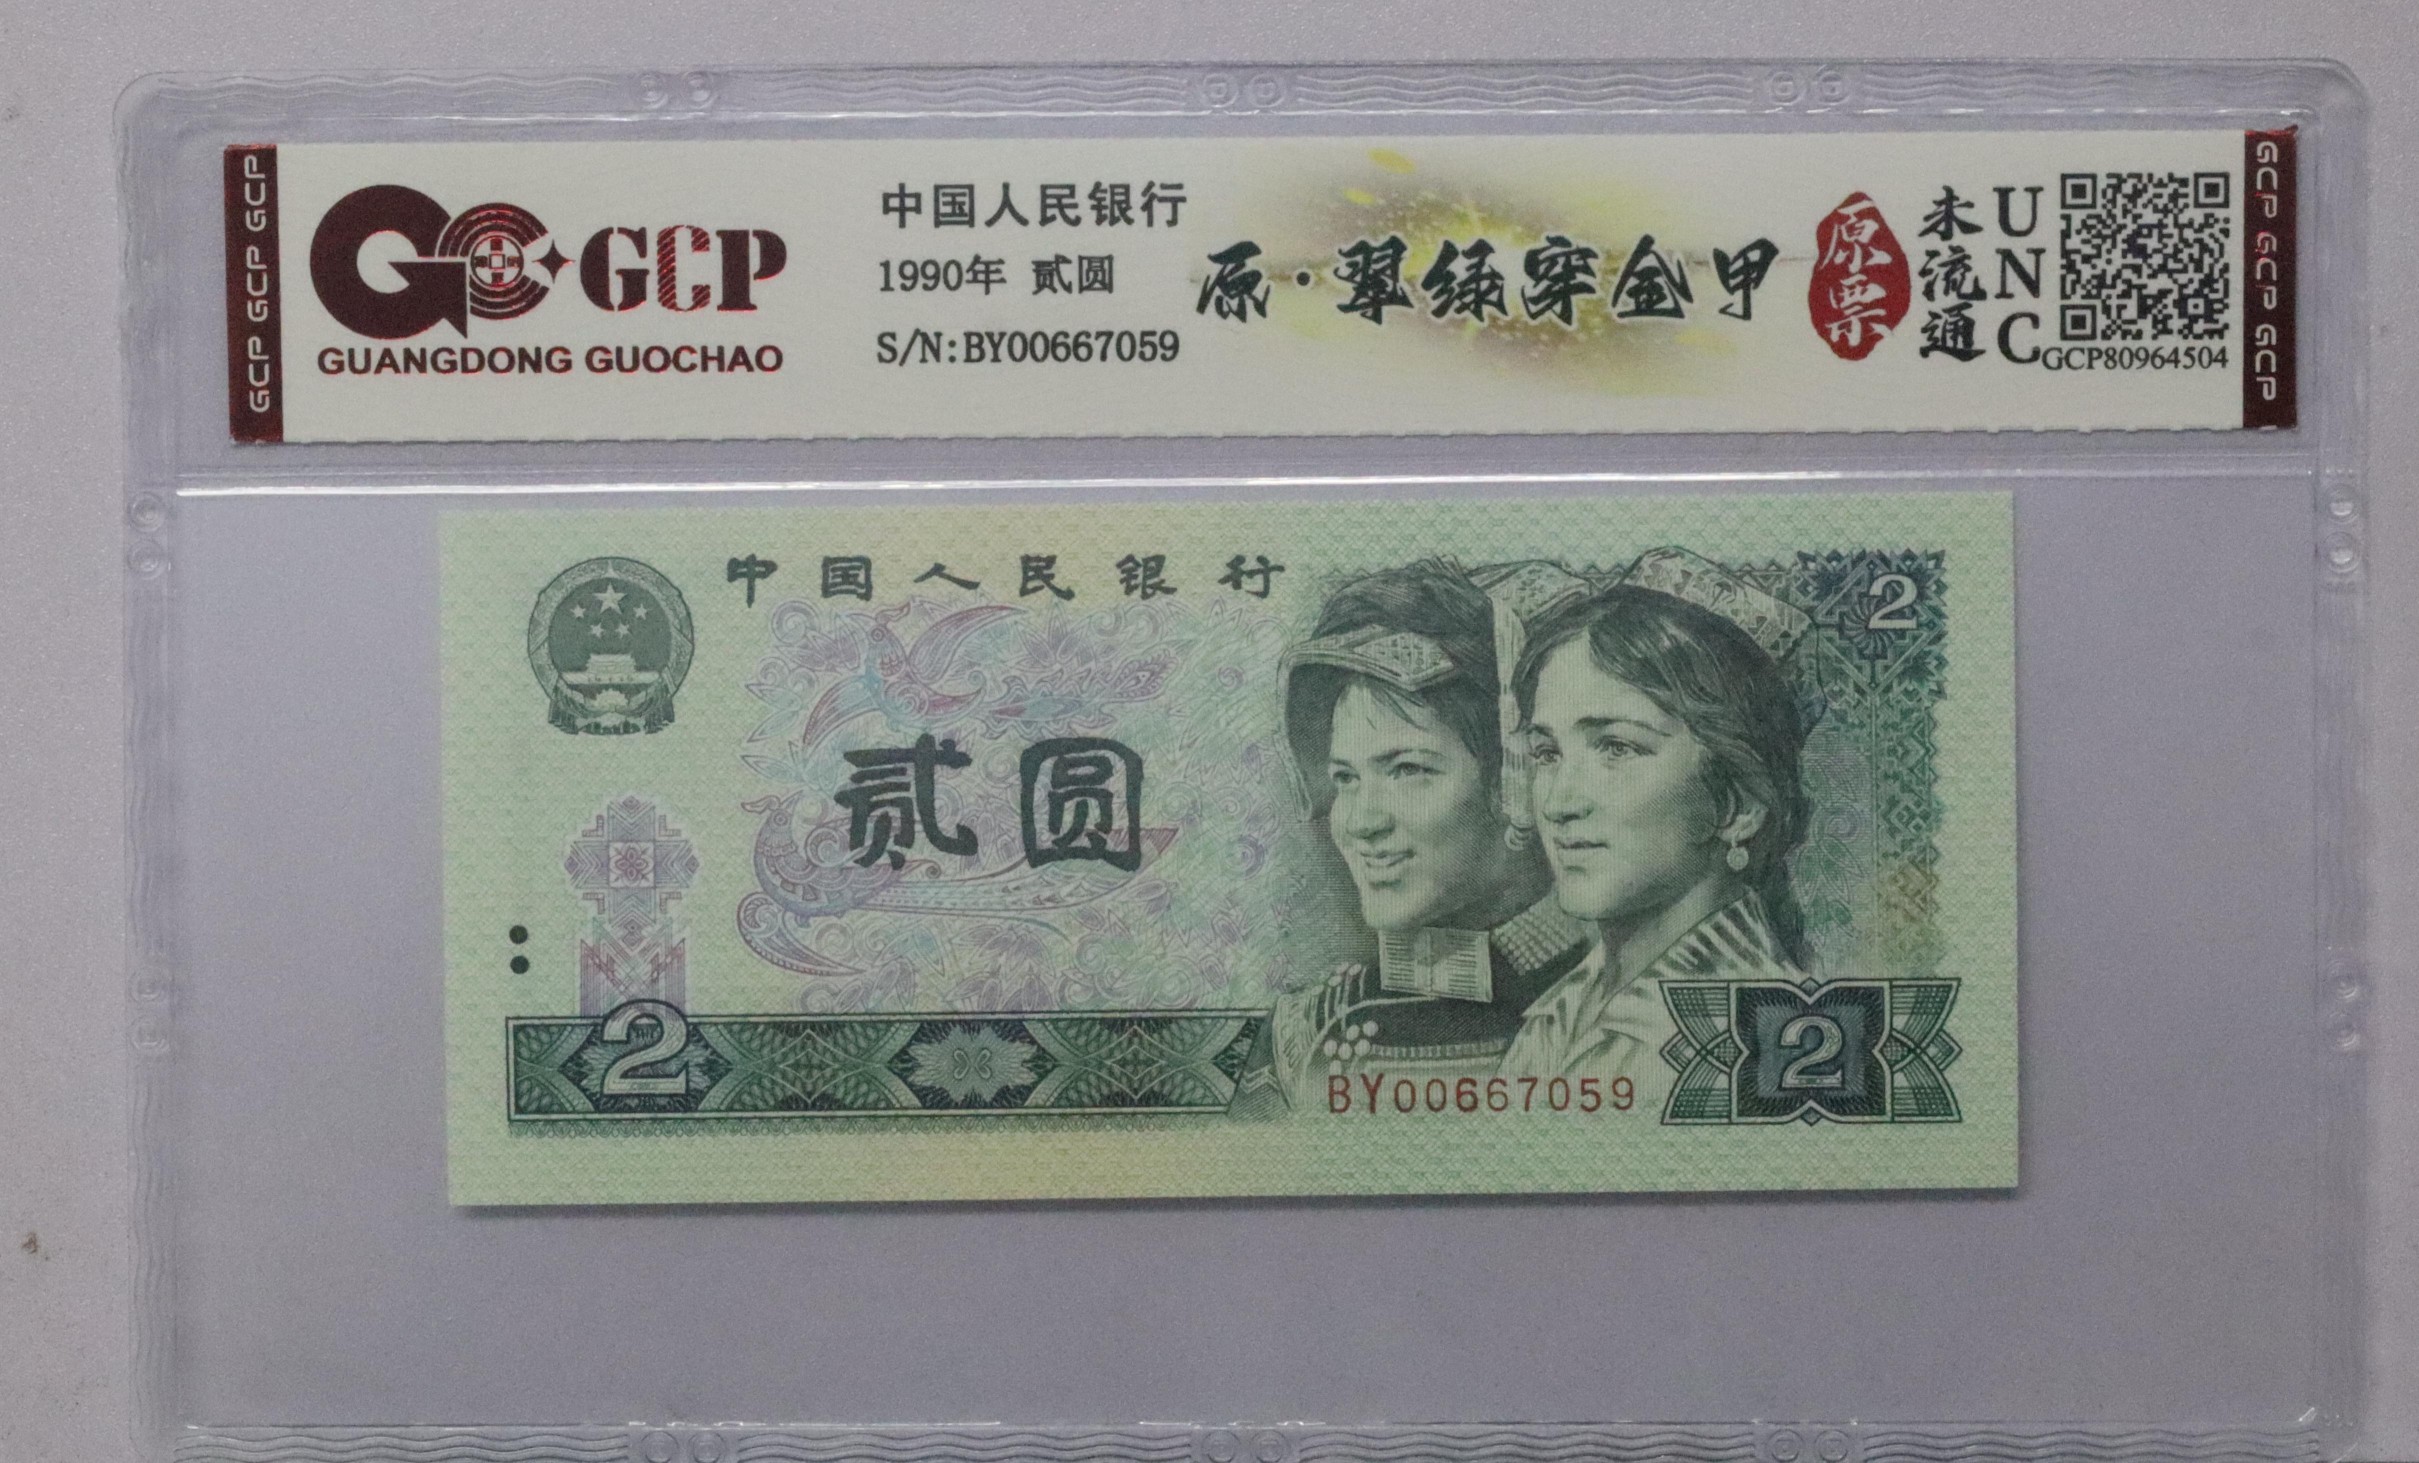 GCP GCP GCP
GCP
GUANGDONG GUOCHAO
中国人民银行
1990年 贰圆
S/N:BY00667059
原·翠绿穿金甲
原票
未流通
UNC
GCP80964504
GCP GCP GCP
中国人民银行
2
贰圆
2
2
BY00667059